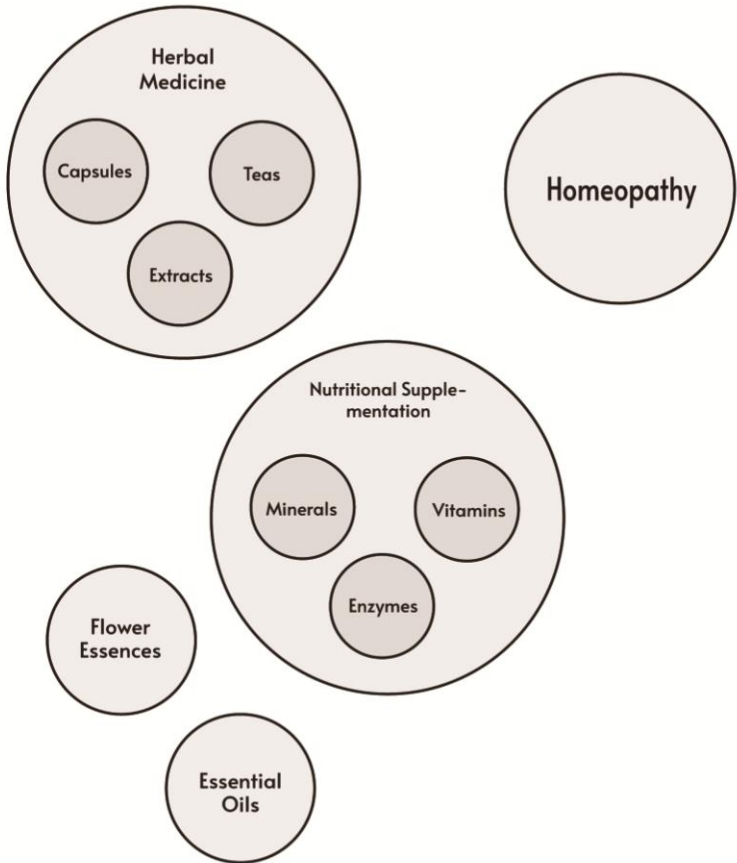 Herbal
Medicine
Capsules
Teas
Extracts
Homeopathy
Nutritional Supple-
mentation
Minerals
Vitamins
Enzymes
Flower
Essences
Essential
Oils